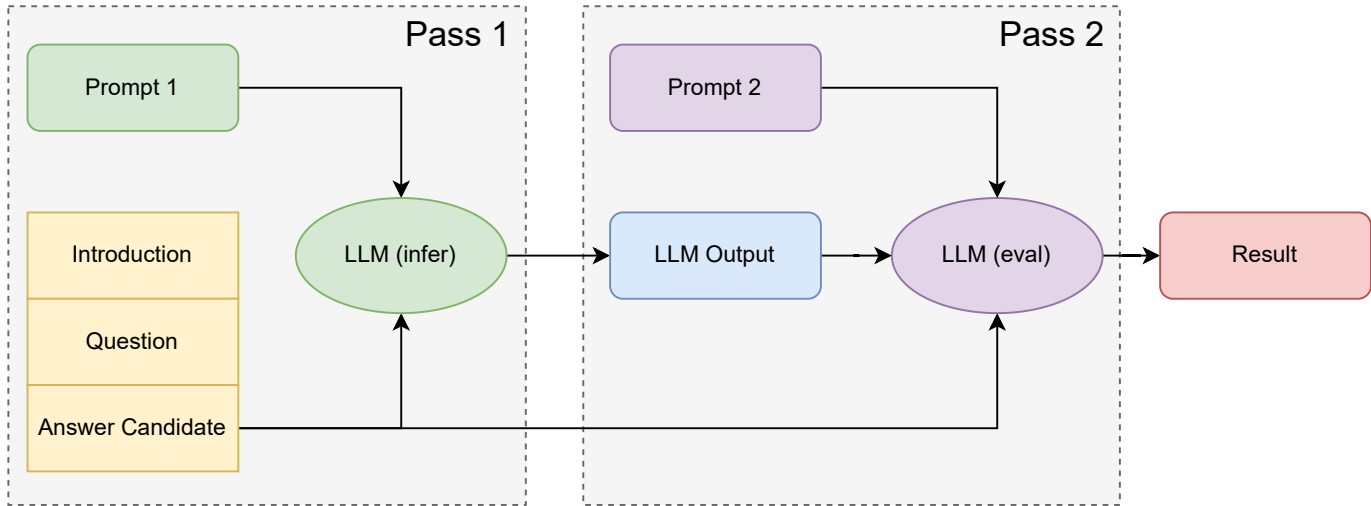 Pass 1
Prompt 1
Introduction
Question
Answer Candidate
LLM (infer)
Pass 2
Prompt 2
LLM Output
LLM (eval)
Result